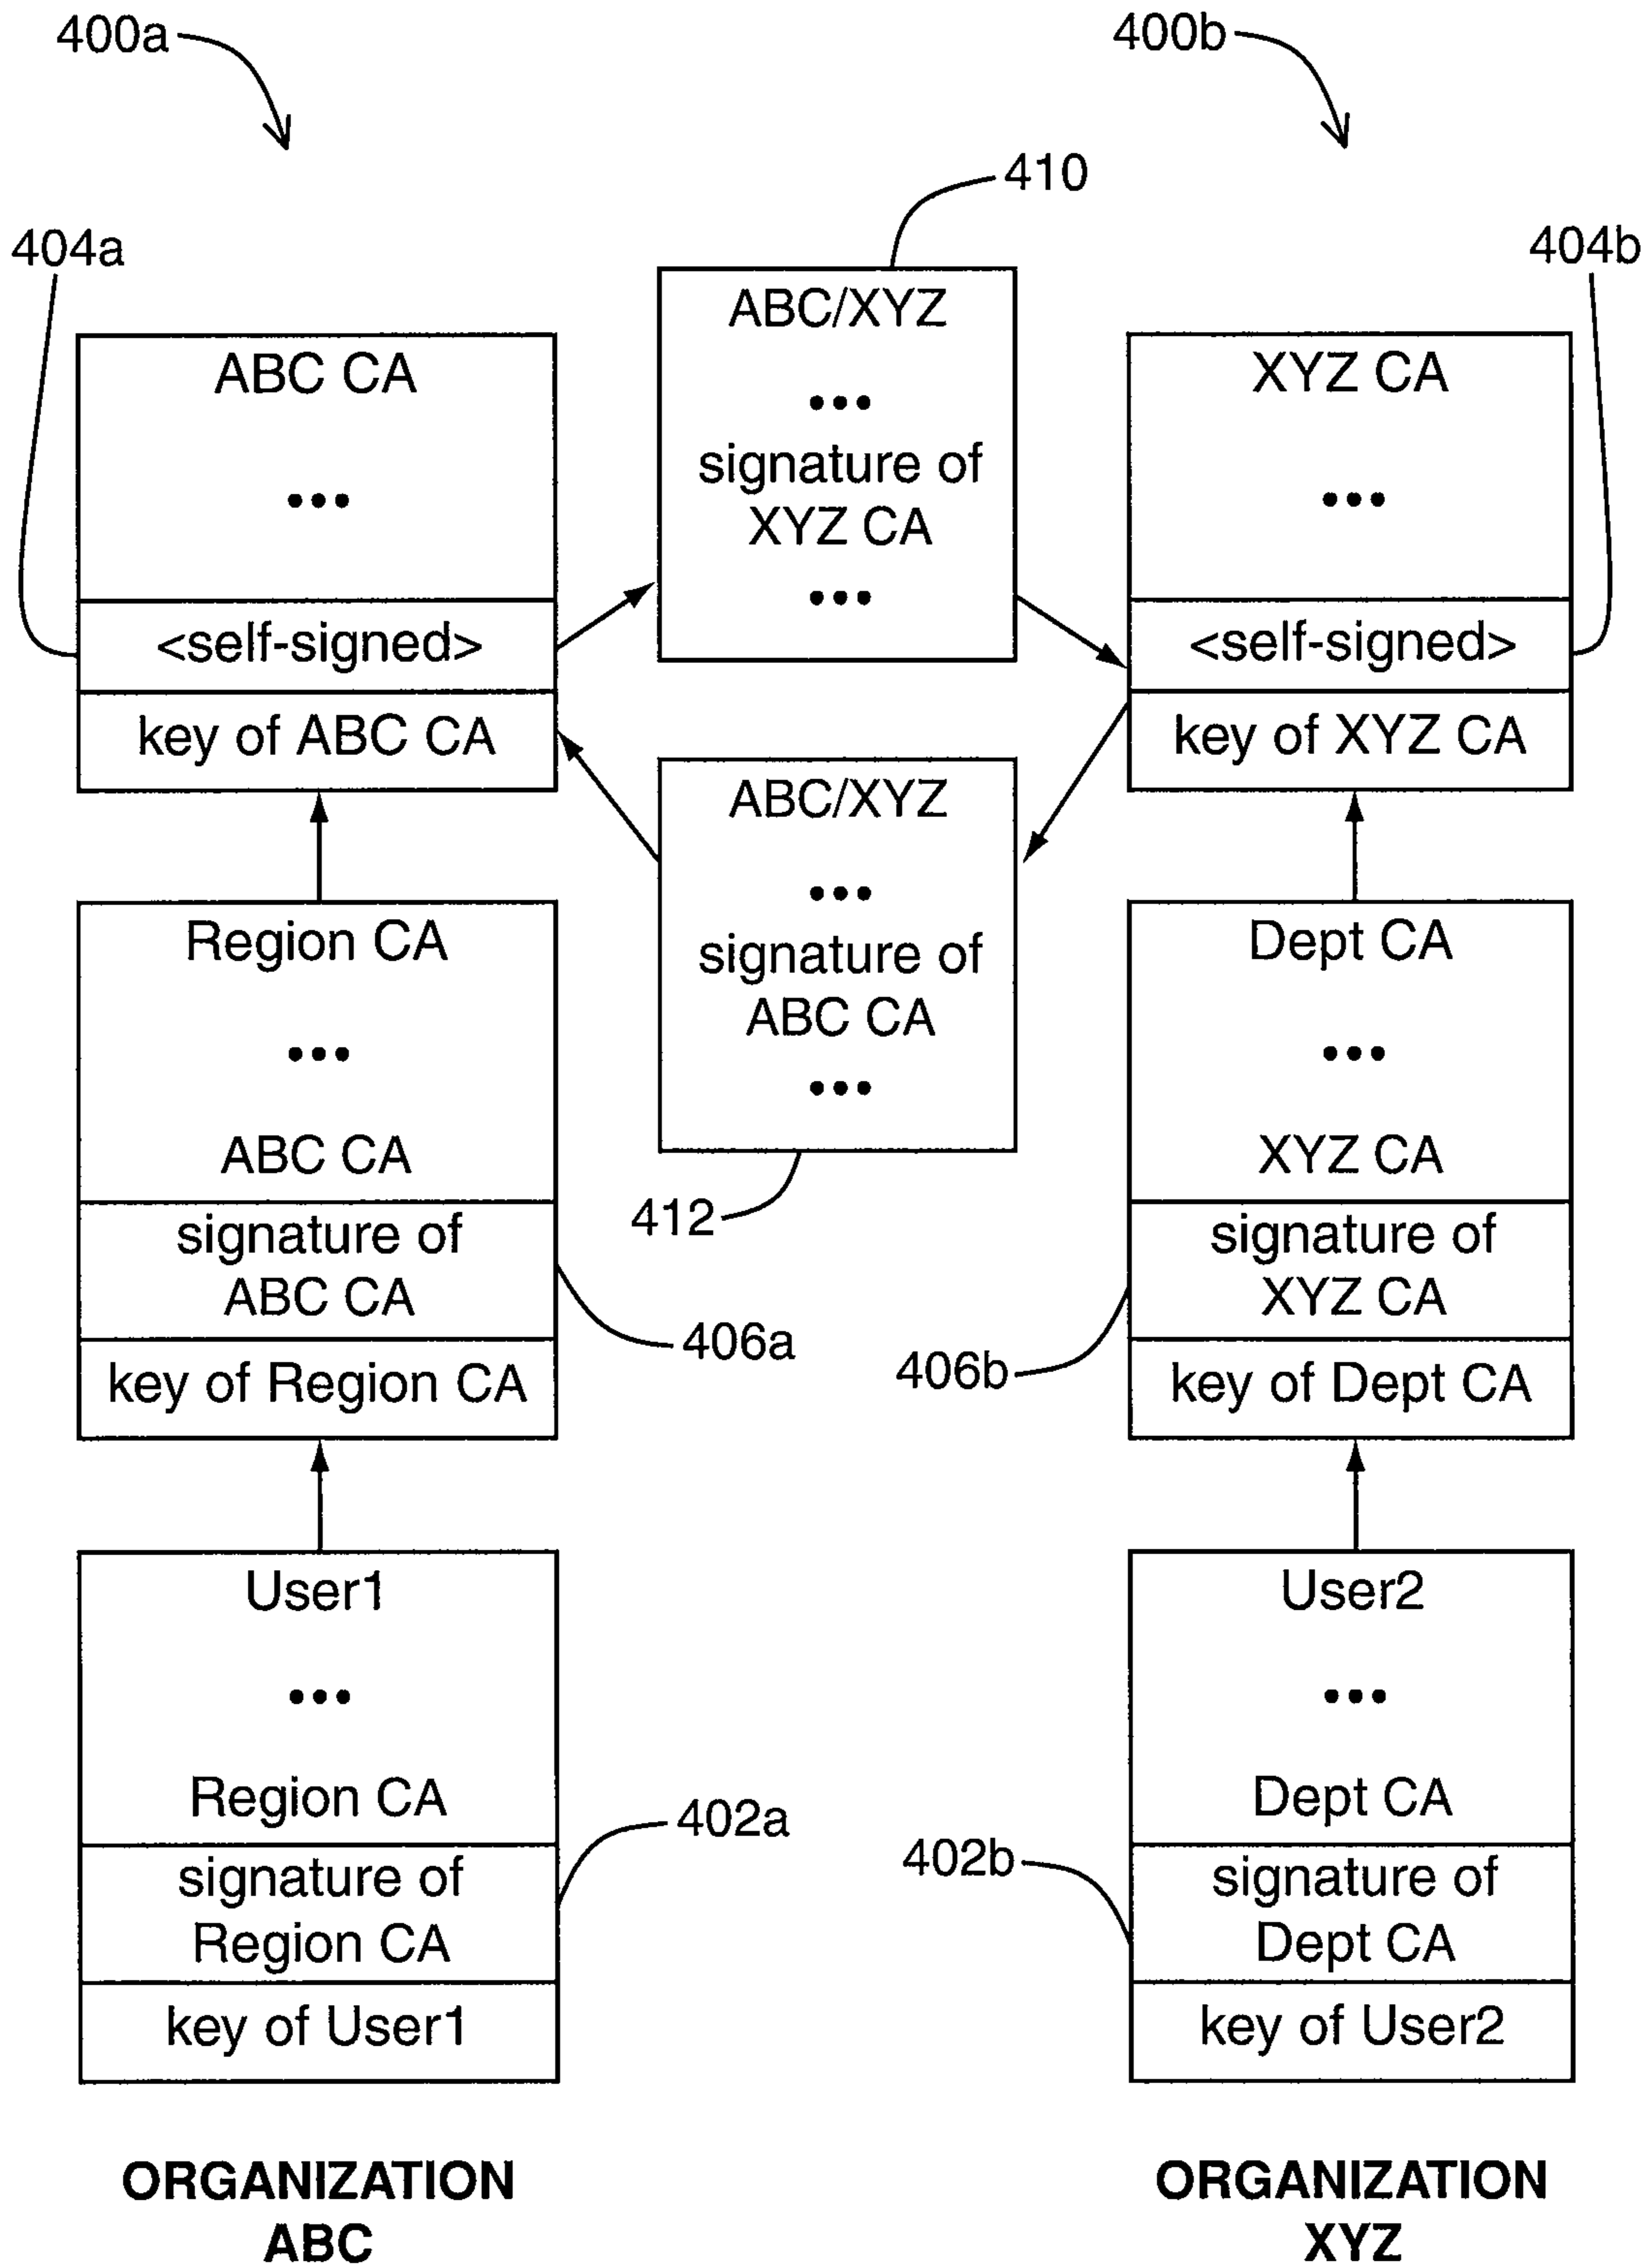 400a
400b
410
404a
404b
ABC/XYZ
•••
signature of
XYZ CA
•••
ABC CA
•••
<self-signed>
key of ABC CA
XYZ CA
•••
<self-signed>
key of XYZ CA
ABC/XYZ
•••
signature of
ABC CA
•••
412
Region CA
•••
ABC CA
signature of
ABC CA
key of Region CA
406a
Dept CA
•••
XYZ CA
signature of
XYZ CA
key of Dept CA
406b
User1
•••
Region CA
signature of
Region CA
key of User1
402a
User2
•••
Dept CA
signature of
Dept CA
key of User2
402b
ORGANIZATION
ABC
ORGANIZATION
XYZ